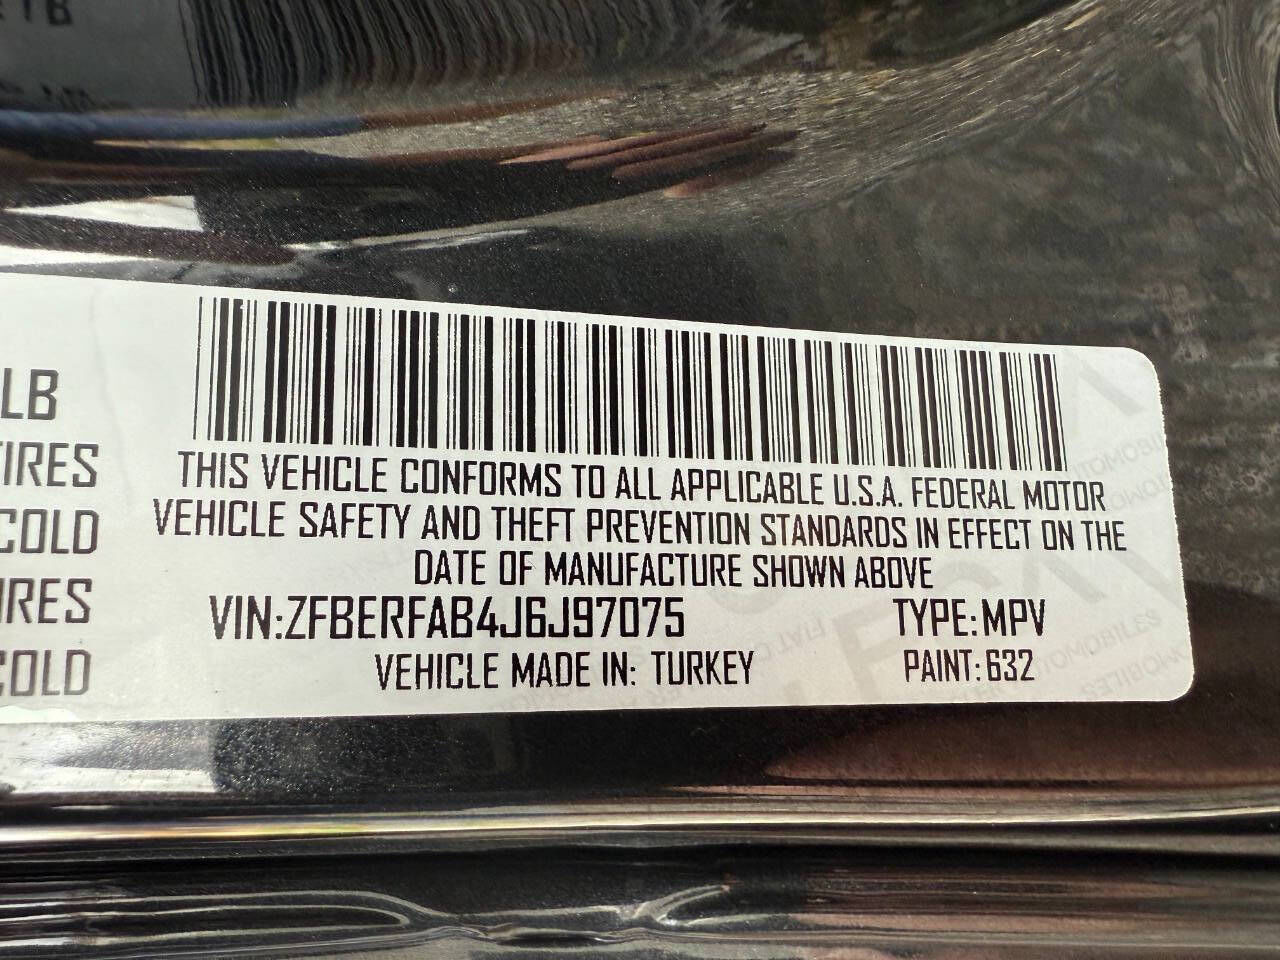 LB
TIRES
COLD
IRES
COLD
THIS VEHICLE CONFORMS TO ALL APPLICABLE U.S.A. FEDERAL MOTOR
VEHICLE SAFETY AND THEFT PREVENTION STANDARDS IN EFFECT ON THE
DATE OF MANUFACTURE SHOWN ABOVE
VIN:ZFBERFAB4J6J97075 TYPE: MPV
VEHICLE MADE IN: TURKEY PAINT: 632